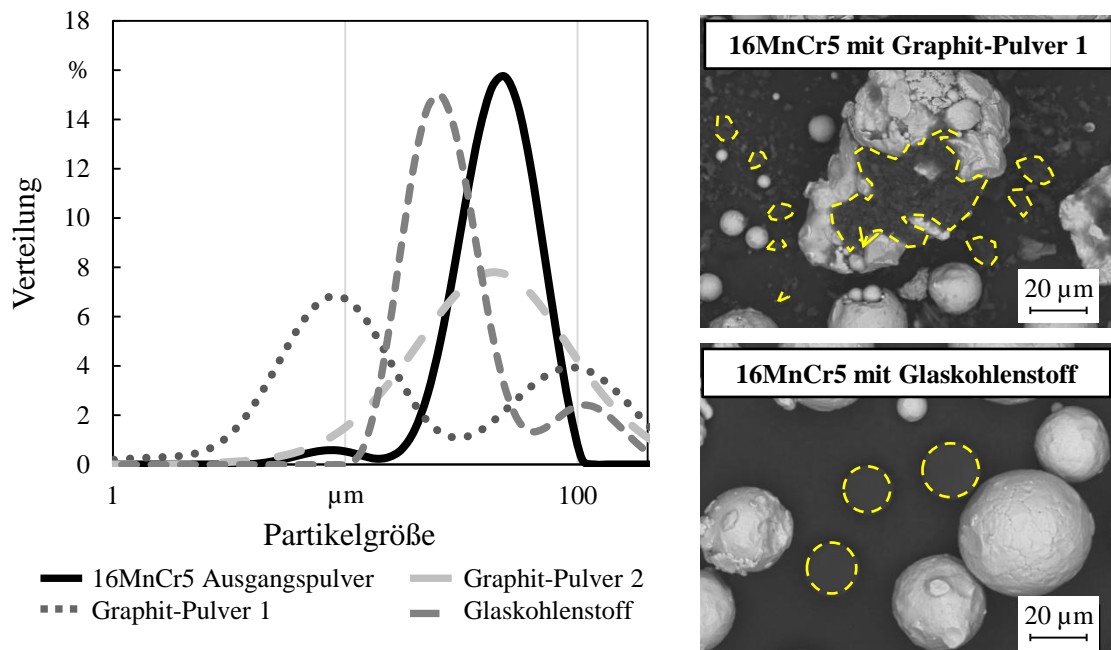 18
%
14
12
10
8
6
4
2
0
Verteilung
1
µm
100
Partikelgröße
16MnCr5 Ausgangspulver
Graphit-Pulver 1
Graphit-Pulver 2
Glaskohlenstoff
16MnCr5 mit Graphit-Pulver 1
20 µm
16MnCr5 mit Glaskohlenstoff
20 µm